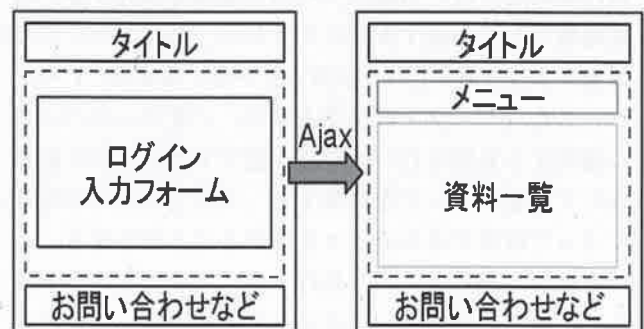 タイトル
ログイン
入力フォーム
お問い合わせなど
Ajax
タイトル
メニュー
資料一覧
お問い合わせなど